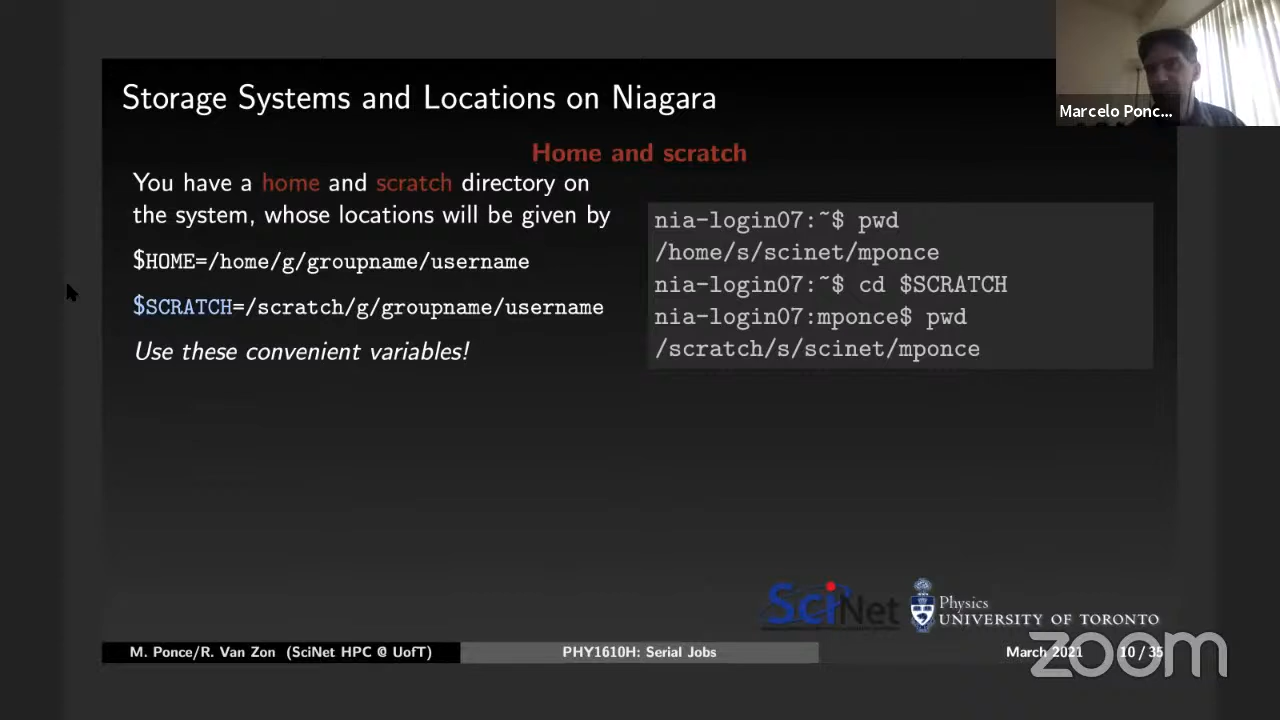 Storage Systems and Locations on Niagara
Marcelo Ponc...
Home and scratch
You have a home and scratch directory on
the system, whose locations will be given by
$HOME=/home/g/groupname/username
$SCRATCH=/scratch/g/groupname/username
Use these convenient variables!
nia-login07:~$ pwd
/home/s/scinet/mponce
nia-login07:~$ cd $SCRATCH
nia-login07:mponce$ pwd
/scratch/s/scinet/mponce
SciNet
Physics
UNIVERSITY OF TORONTO
M. Ponce/R. Van Zon (SciNet HPC @ UofT)
PHY1610H: Serial Jobs
March 2021
10 / 35
zoom